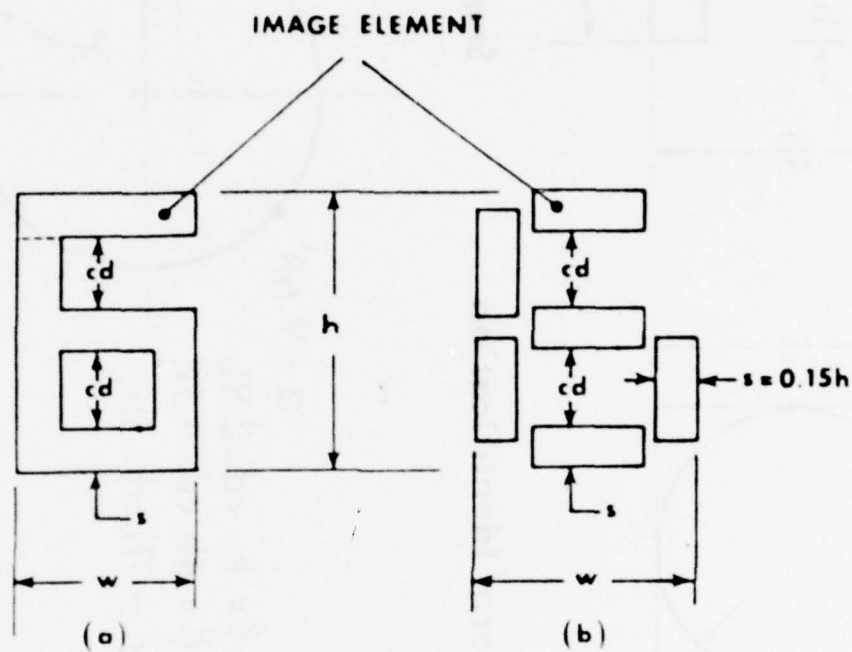 IMAGE ELEMENT
cd
cd
h
cd
cd
s = 0.15h
s
s
w
w
(a)
(b)